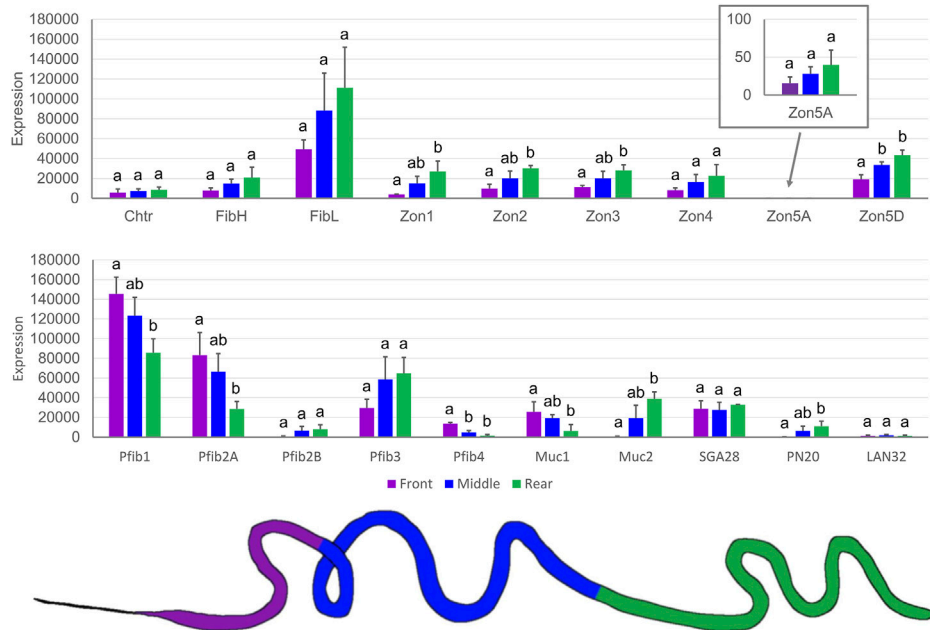 180000
160000
140000
120000
100000
80000
60000
40000
20000
0
Expression
a a a
a a a
a a a
a ab b
a ab b
a ab b
a a a
a b b
Chtr FibH FibL Zon1 Zon2 Zon3 Zon4 Zon5A Zon5D
100
50
0
a a a
Zon5A
180000
160000
140000
120000
100000
80000
60000
40000
20000
0
Expression
a ab b
a ab b
a a a
a a a
a b b
a a b
a ab b
a a a
a ab b
a a a
Pfib1 Pfib2A Pfib2B Pfib3 Pfib4 Muc1 Muc2 SGA28 PN20 LAN32
Front Middle Rear